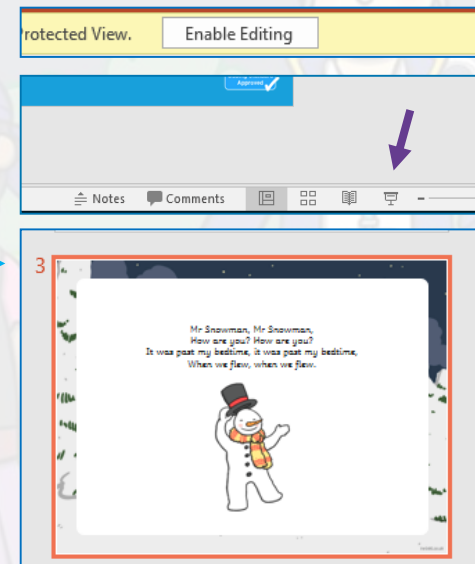 Protected View. Enable Editing
Approved
Notes Comments
3
Mr Snowman, Mr Snowman,
How are you? How are you?
It was past my bedtime, it was past my bedtime,
When we flew, when we flew.